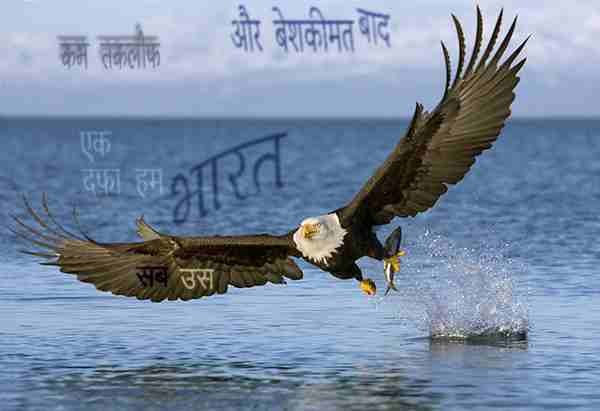 कम तकलीफ
और बेशकीमत बाद
एक
दफा हम
भारत
सब उस